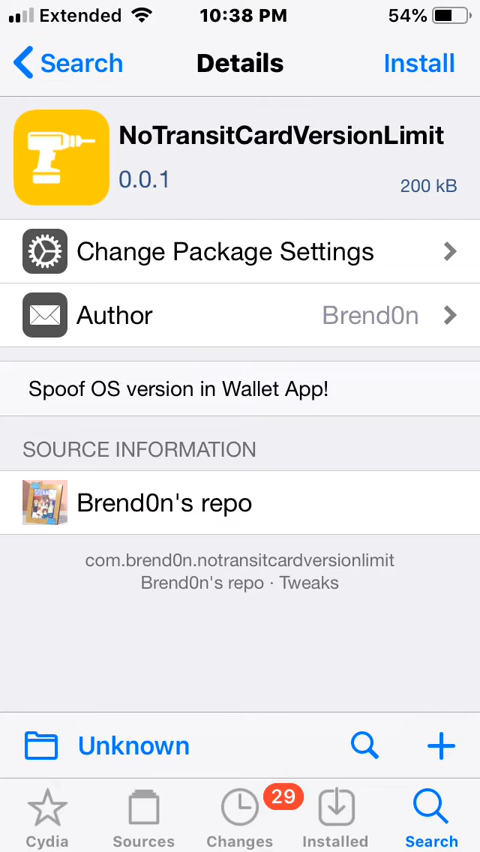 Extended 10:38 PM 54%
Search Details Install
NoTransitCardVersionLimit
0.0.1 200 kB
Change Package Settings
Author Brend0n
Spoof OS version in Wallet App!
SOURCE INFORMATION
Brend0n's repo
com.brend0n.notransitcardversionlimit
Brend0n's repo · Tweaks
Unknown
29
Cydia Sources Changes Installed Search